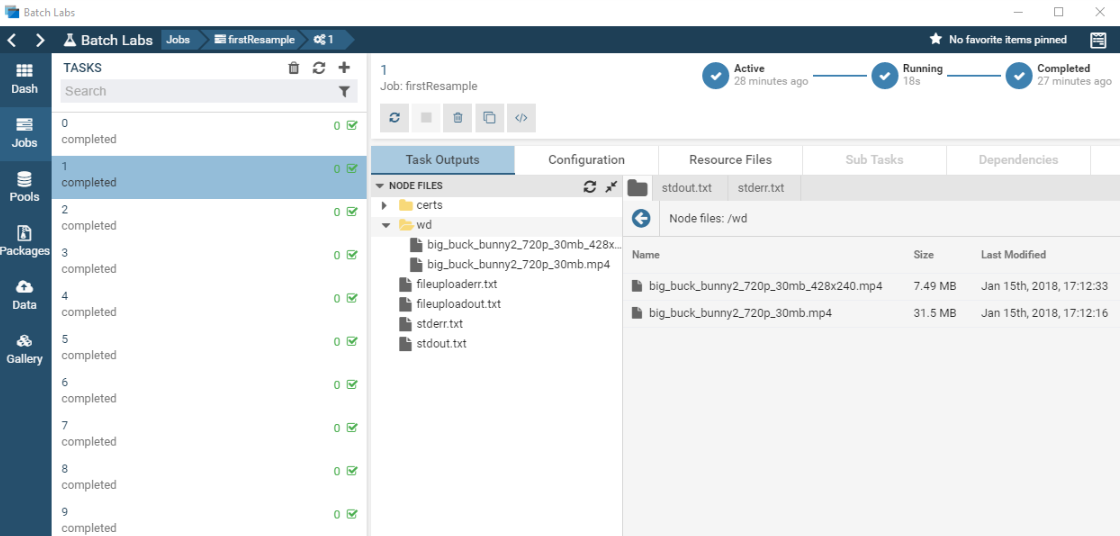 Batch Labs
Batch Labs Jobs firstResample 1 No favorite items pinned
Dash
Jobs
Pools
Packages
Data
Gallery
TASKS
Search
0 0
completed
1 0
completed
2 0
completed
3 0
completed
4 0
completed
5 0
completed
6 0
completed
7 0
completed
8 0
completed
9 0
completed
1
Job: firstResample
Active
28 minutes ago
Running
18s
Completed
27 minutes ago
Task Outputs Configuration Resource Files Sub Tasks Dependencies
NODE FILES
certs
wd
big_buck_bunny2_720p_30mb_428x...
big_buck_bunny2_720p_30mb.mp4
fileuploaderr.txt
fileuploadout.txt
stderr.txt
stdout.txt
stdout.txt stderr.txt
Node files: /wd
Name Size Last Modified
big_buck_bunny2_720p_30mb_428x240.mp4 7.49 MB Jan 15th, 2018, 17:12:33
big_buck_bunny2_720p_30mb.mp4 31.5 MB Jan 15th, 2018, 17:12:16